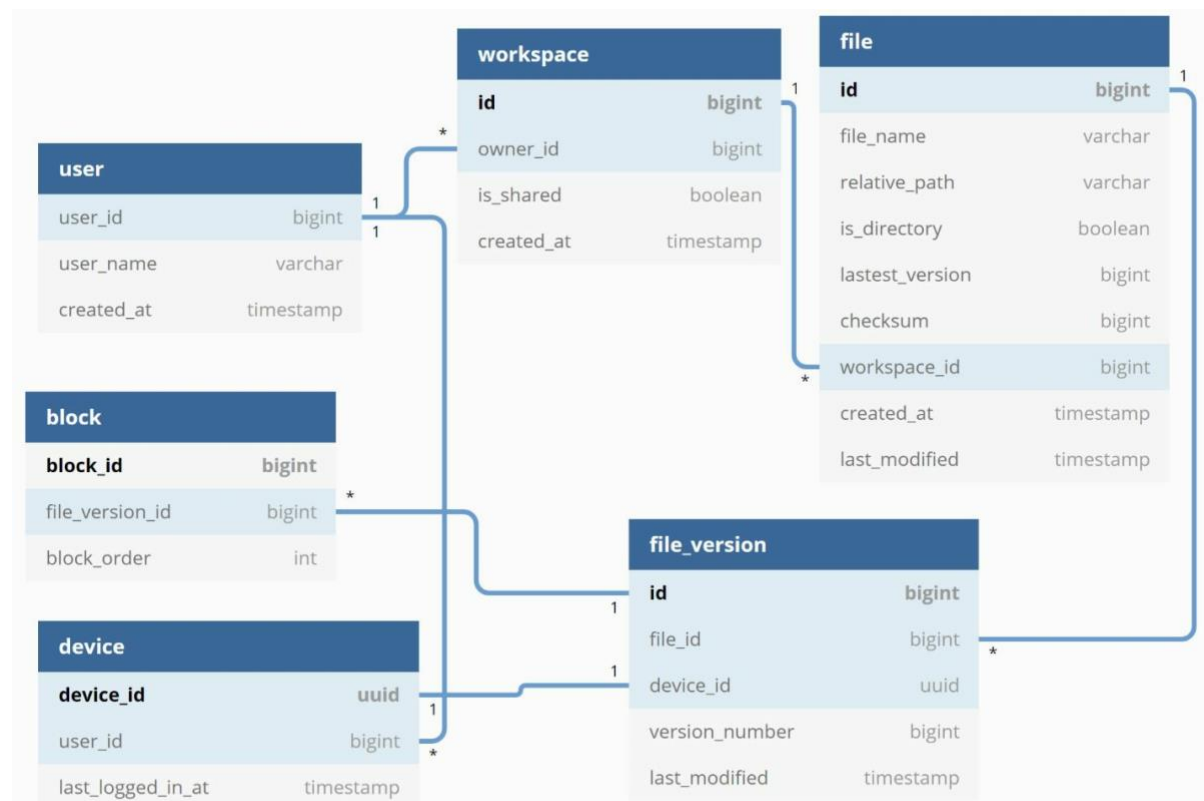 workspace
id bigint
owner_id bigint
is_shared boolean
created_at timestamp
1
*
file
id bigint
file_name varchar
relative_path varchar
is_directory boolean
lastest_version bigint
checksum bigint
workspace_id bigint
created_at timestamp
last_modified timestamp
1
*
user
user_id bigint
user_name varchar
created_at timestamp
1
1
block
block_id bigint
file_version_id bigint
block_order int
*
file_version
id bigint
file_id bigint
device_id uuid
version_number bigint
last_modified timestamp
1
1
*
device
device_id uuid
user_id bigint
last_logged_in_at timestamp
1
*